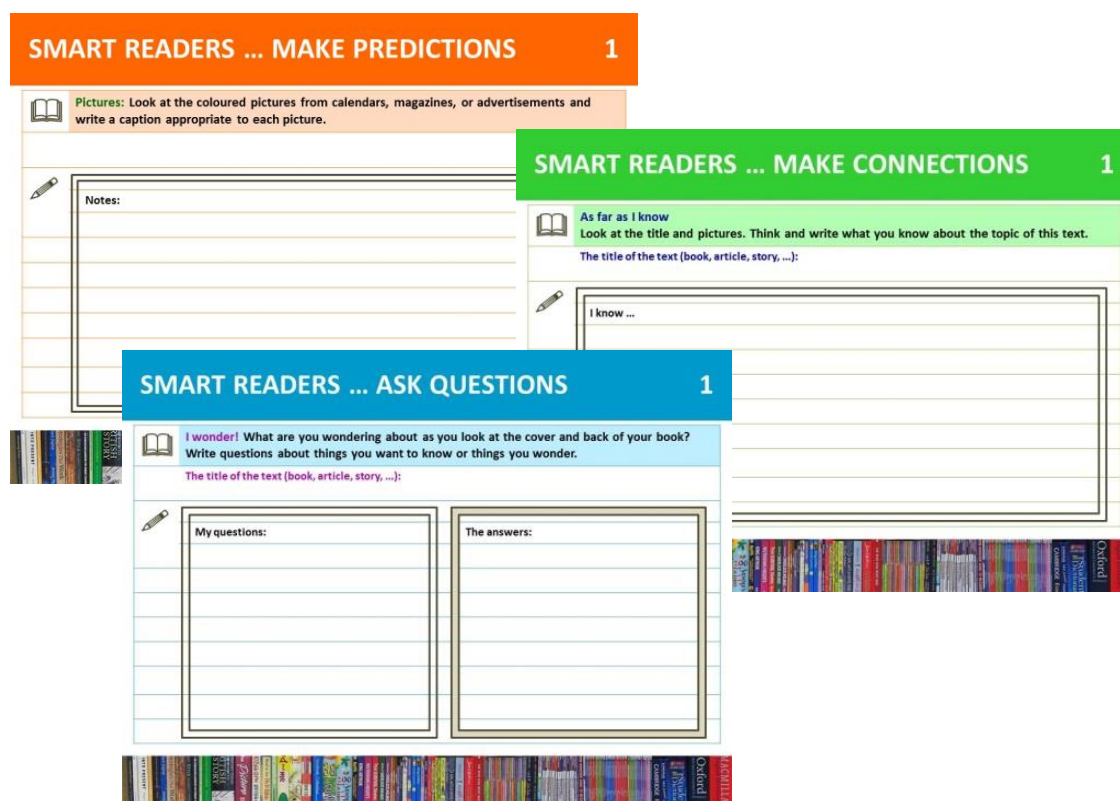 SMART READERS ... MAKE PREDICTIONS 1
Pictures: Look at the coloured pictures from calendars, magazines, or advertisements and
write a caption appropriate to each picture.
Notes:
SMART READERS ... MAKE CONNECTIONS 1
As far as I know
Look at the title and pictures. Think and write what you know about the topic of this text.
The title of the text (book, article, story, ...):
I know ...
SMART READERS ... ASK QUESTIONS 1
I wonder! What are you wondering about as you look at the cover and back of your book?
Write questions about things you want to know or things you wonder.
The title of the text (book, article, story, ...):
My questions:
The answers:
Oxford
CAMBRIDGE
Oxford